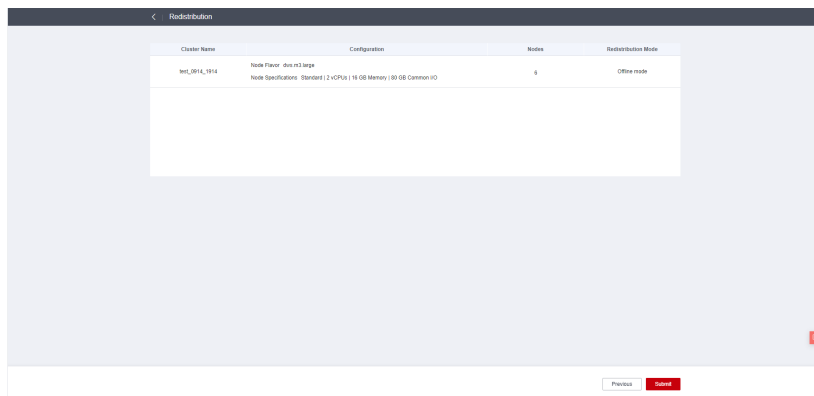 Redistribution
Cluster Name Configuration Nodes Redistribution Mode
Node Flavor dws.m3.large
test_0914_1814 6 Offline mode
Node Specifications Standard | 2 vCPUs | 16 GB Memory | 80 GB Common I/O
Previous Submit